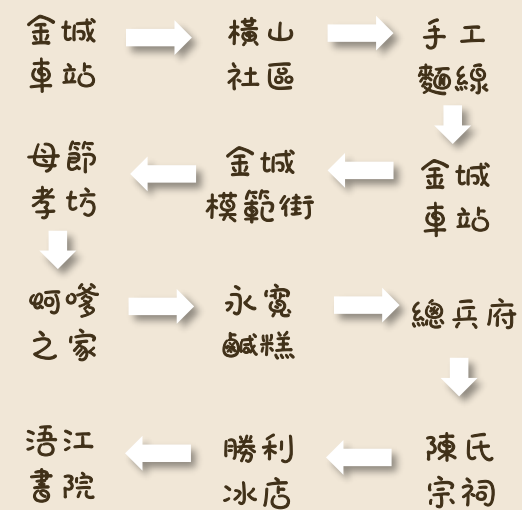 金城
車站
橫山
社區
手工
麵線
金城
車站
金城
模範街
母節
孝坊
蚵嗲
之家
永寬
鹹糕
總兵府
陳氏
宗祠
勝利
冰店
浯江
書院